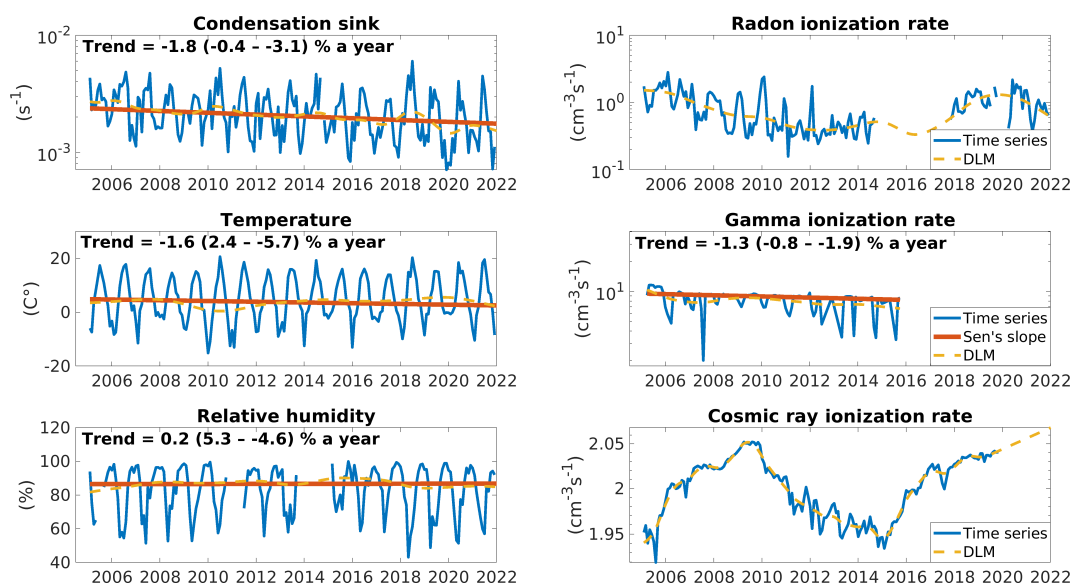 Condensation sink
Trend = -1.8 (-0.4 – -3.1) % a year
10⁻²
10⁻³
(s⁻¹)
2006 2008 2010 2012 2014 2016 2018 2020 2022
Radon ionization rate
10¹
10⁰
10⁻¹
(cm⁻³s⁻¹)
Time series
DLM
2006 2008 2010 2012 2014 2016 2018 2020 2022
Temperature
Trend = -1.6 (2.4 – -5.7) % a year
20
0
-20
(C°)
2006 2008 2010 2012 2014 2016 2018 2020 2022
Gamma ionization rate
Trend = -1.3 (-0.8 – -1.9) % a year
10¹
(cm⁻³s⁻¹)
Time series
Sen's slope
DLM
2006 2008 2010 2012 2014 2016 2018 2020 2022
Relative humidity
Trend = 0.2 (5.3 – -4.6) % a year
120
100
80
60
40
(%)
2006 2008 2010 2012 2014 2016 2018 2020 2022
Cosmic ray ionization rate
2.05
2
1.95
(cm⁻³s⁻¹)
Time series
DLM
2006 2008 2010 2012 2014 2016 2018 2020 2022